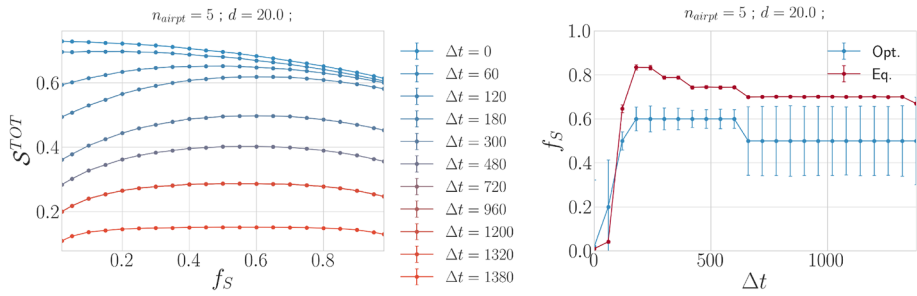 n_airpt = 5 ; d = 20.0 ;
S^TOT
0.6
0.4
0.2
0.2 0.4 0.6 0.8
f_S
Δt = 0
Δt = 60
Δt = 120
Δt = 180
Δt = 300
Δt = 480
Δt = 720
Δt = 960
Δt = 1200
Δt = 1320
Δt = 1380
n_airpt = 5 ; d = 20.0 ;
f_S
1.0
0.8
0.6
0.4
0.2
0.0
0 500 1000
Δt
Opt.
Eq.